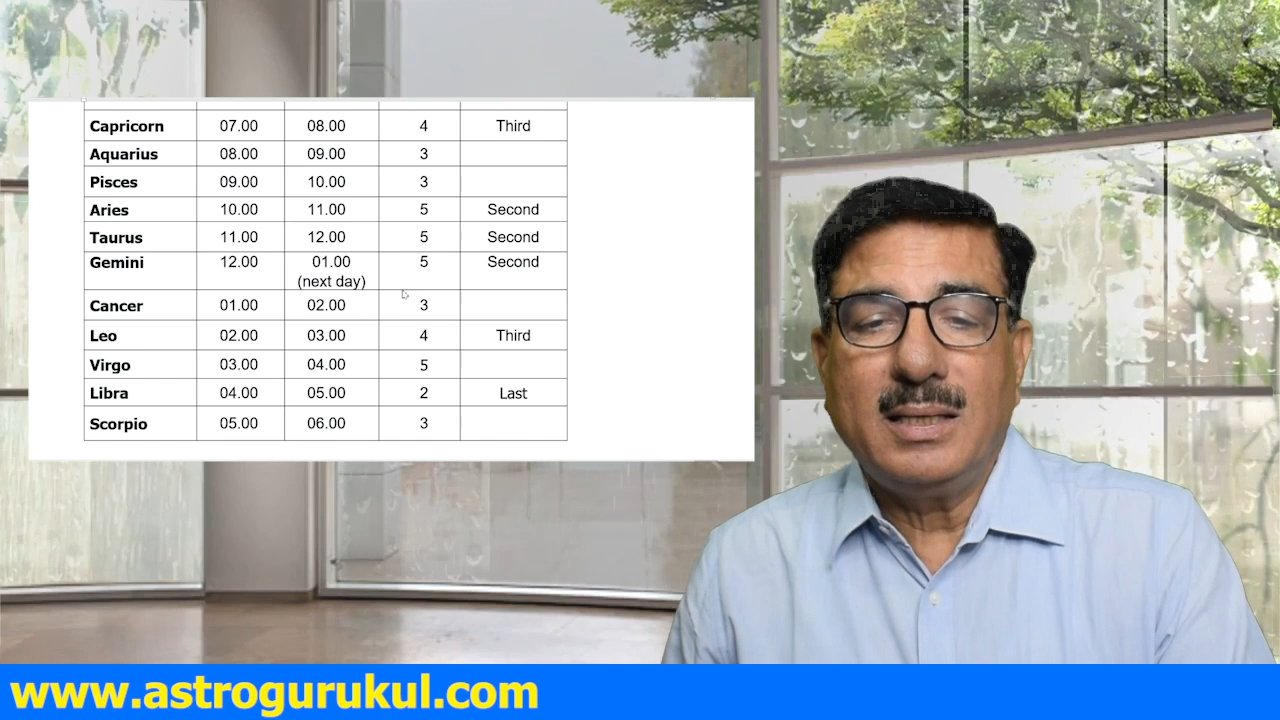 Capricorn 07.00 08.00 4 Third
Aquarius 08.00 09.00 3
Pisces 09.00 10.00 3
Aries 10.00 11.00 5 Second
Taurus 11.00 12.00 5 Second
Gemini 12.00 01.00 5 Second
(next day)
Cancer 01.00 02.00 3
Leo 02.00 03.00 4 Third
Virgo 03.00 04.00 5
Libra 04.00 05.00 2 Last
Scorpio 05.00 06.00 3
www.astrogurukul.com